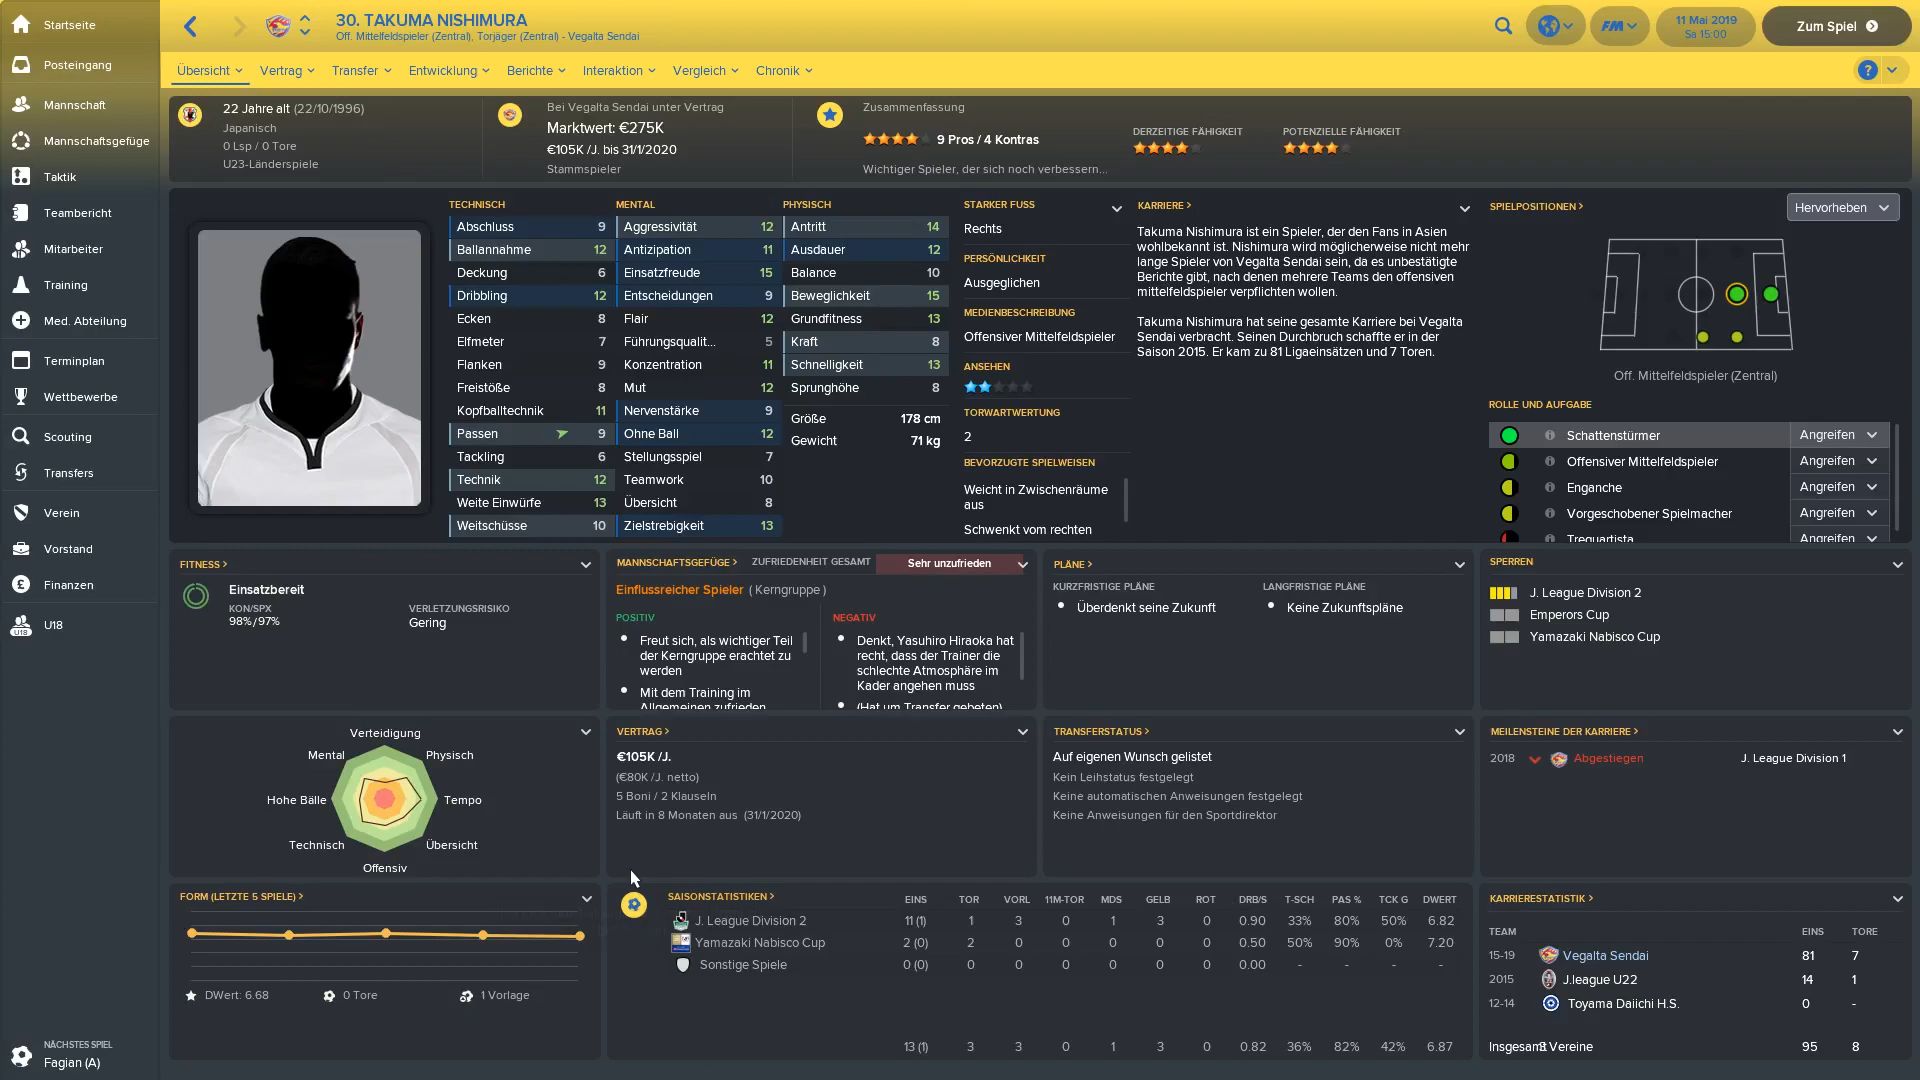 Startseite
Posteingang
Mannschaft
Mannschaftsgefüge
Taktik
Teambericht
Mitarbeiter
Training
Med. Abteilung
Terminplan
Wettbewerbe
Scouting
Transfers
Verein
Vorstand
Finanzen
U18
NÄCHSTES SPIEL
Fagian (A)
30. TAKUMA NISHIMURA
Off. Mittelfeldspieler (Zentral), Torjäger (Zentral) - Vegalta Sendai
FM
11 Mai 2019
Sa 15:00
Zum Spiel
Übersicht Vertrag Transfer Entwicklung Berichte Interaktion Vergleich Chronik
?
22 Jahre alt (22/10/1996)
Japanisch
0 Lsp / 0 Tore
U23-Länderspiele
Bei Vegalta Sendai unter Vertrag
Marktwert: €275K
€105K /J. bis 31/1/2020
Stammspieler
Zusammenfassung
9 Pros / 4 Kontras
Wichtiger Spieler, der sich noch verbessern...
DERZEITIGE FÄHIGKEIT
POTENZIELLE FÄHIGKEIT
TECHNISCH
Abschluss 9
Ballannahme 12
Deckung 6
Dribbling 12
Ecken 8
Elfmeter 7
Flanken 9
Freistöße 8
Kopfballtechnik 11
Passen 9
Tackling 6
Technik 12
Weite Einwürfe 13
Weitschüsse 10
MENTAL
Aggressivität 12
Antizipation 11
Einsatzfreude 15
Entscheidungen 9
Flair 12
Führungsqualit... 5
Konzentration 11
Mut 12
Nervenstärke 9
Ohne Ball 12
Stellungsspiel 7
Teamwork 10
Übersicht 8
Zielstrebigkeit 13
PHYSISCH
Antritt 14
Ausdauer 12
Balance 10
Beweglichkeit 15
Grundfitness 13
Kraft 8
Schnelligkeit 13
Sprunghöhe 8
Größe 178 cm
Gewicht 71 kg
STARKER FUSS
Rechts
PERSÖNLICHKEIT
Ausgeglichen
MEDIENBESCHREIBUNG
Offensiver Mittelfeldspieler
ANSEHEN
TORWARTWERTUNG
2
BEVORZUGTE SPIELWEISEN
Weicht in Zwischenräume
aus
Schwenkt vom rechten
KARRIERE >
Takuma Nishimura ist ein Spieler, der den Fans in Asien
wohlbekannt ist. Nishimura wird möglicherweise nicht mehr
lange Spieler von Vegalta Sendai sein, da es unbestätigte
Berichte gibt, nach denen mehrere Teams den offensiven
mittelfeldspieler verpflichten wollen.
Takuma Nishimura hat seine gesamte Karriere bei Vegalta
Sendai verbracht. Seinen Durchbruch schaffte er in der
Saison 2015. Er kam zu 81 Ligaeinsätzen und 7 Toren.
SPIELPOSITIONEN >
Hervorheben
Off. Mittelfeldspieler (Zentral)
ROLLE UND AUFGABE
Schattenstürmer Angreifen
Offensiver Mittelfeldspieler Angreifen
Enganche Angreifen
Vorgeschobener Spielmacher Angreifen
Trequartista Angreifen
FITNESS >
Einsatzbereit
KON/SPX
98%/97%
VERLETZUNGSRISIKO
Gering
MANNSCHAFTSGEFÜGE > ZUFRIEDENHEIT GESAMT Sehr unzufrieden
Einflussreicher Spieler ( Kerngruppe )
POSITIV
Freut sich, als wichtiger Teil
der Kerngruppe erachtet zu
werden
Mit dem Training im
Allgemeinen zufrieden
NEGATIV
Denkt, Yasuhiro Hiraoka hat
recht, dass der Trainer die
schlechte Atmosphäre im
Kader angehen muss
(Hat um Transfer gebeten)
PLÄNE >
KURZFRISTIGE PLÄNE
Überdenkt seine Zukunft
LANGFRISTIGE PLÄNE
Keine Zukunftspläne
SPERREN
J. League Division 2
Emperors Cup
Yamazaki Nabisco Cup
Verteidigung
Mental Physisch
Hohe Bälle Tempo
Technisch Übersicht
Offensiv
VERTRAG >
€105K /J.
(€80K /J. netto)
5 Boni / 2 Klauseln
Läuft in 8 Monaten aus (31/1/2020)
TRANSFERSTATUS >
Auf eigenen Wunsch gelistet
Kein Leihstatus festgelegt
Keine automatischen Anweisungen festgelegt
Keine Anweisungen für den Sportdirektor
MEILENSTEINE DER KARRIERE >
2018 Abgestiegen J. League Division 1
FORM (LETZTE 5 SPIELE) >
DWert: 6.68 0 Tore 1 Vorlage
SAISONSTATISTIKEN > EINS TOR VORL 11M-TOR MDS GELB ROT DRB/S T-SCH PAS % TCK G DWERT
J. League Division 2 11 (1) 1 3 0 1 3 0 0.90 33% 80% 50% 6.82
Yamazaki Nabisco Cup 2 (0) 2 0 0 0 0 0 0.50 50% 90% 0% 7.20
Sonstige Spiele 0 (0) 0 0 0 0 0 0 0.00 - - - -
13 (1) 3 3 0 1 3 0 0.82 36% 82% 42% 6.87
KARRIERESTATISTIK >
TEAM EINS TORE
15-19 Vegalta Sendai 81 7
2015 J.league U22 14 1
12-14 Toyama Daiichi H.S. 0 -
Insgesamt 3 Vereine 95 8